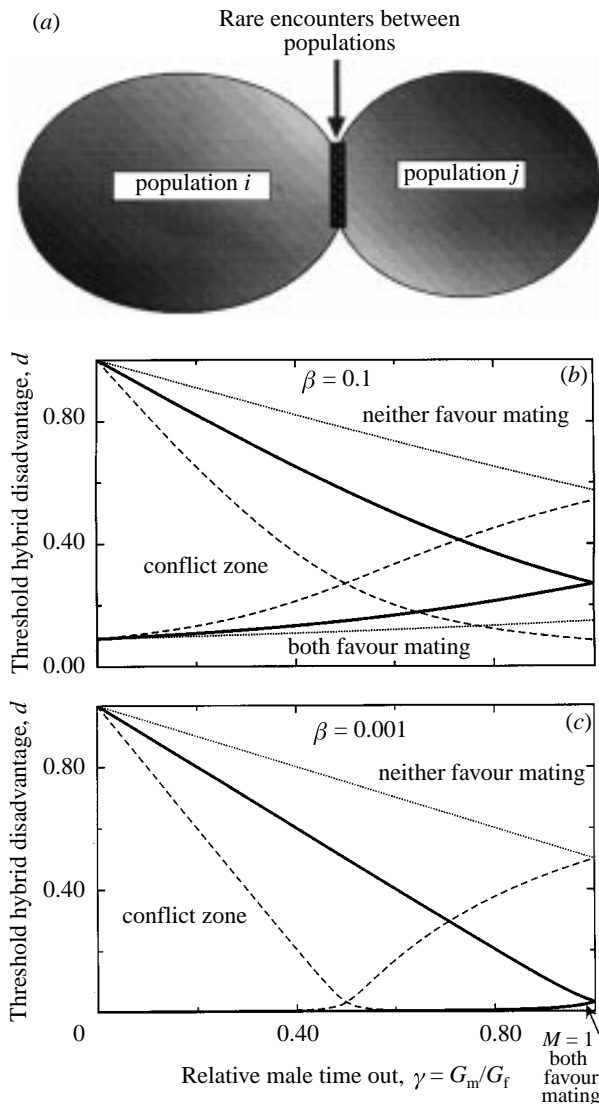 (a)
Rare encounters between
populations
population i
population j
(b)
β = 0.1
neither favour mating
conflict zone
both favour mating
Threshold hybrid disadvantage, d
0.80
0.40
0.00
(c)
β = 0.001
neither favour mating
conflict zone
Threshold hybrid disadvantage, d
0.80
0.40
0
0.40
0.80
M = 1
both
favour
mating
Relative male time out, γ = Gm/Gf